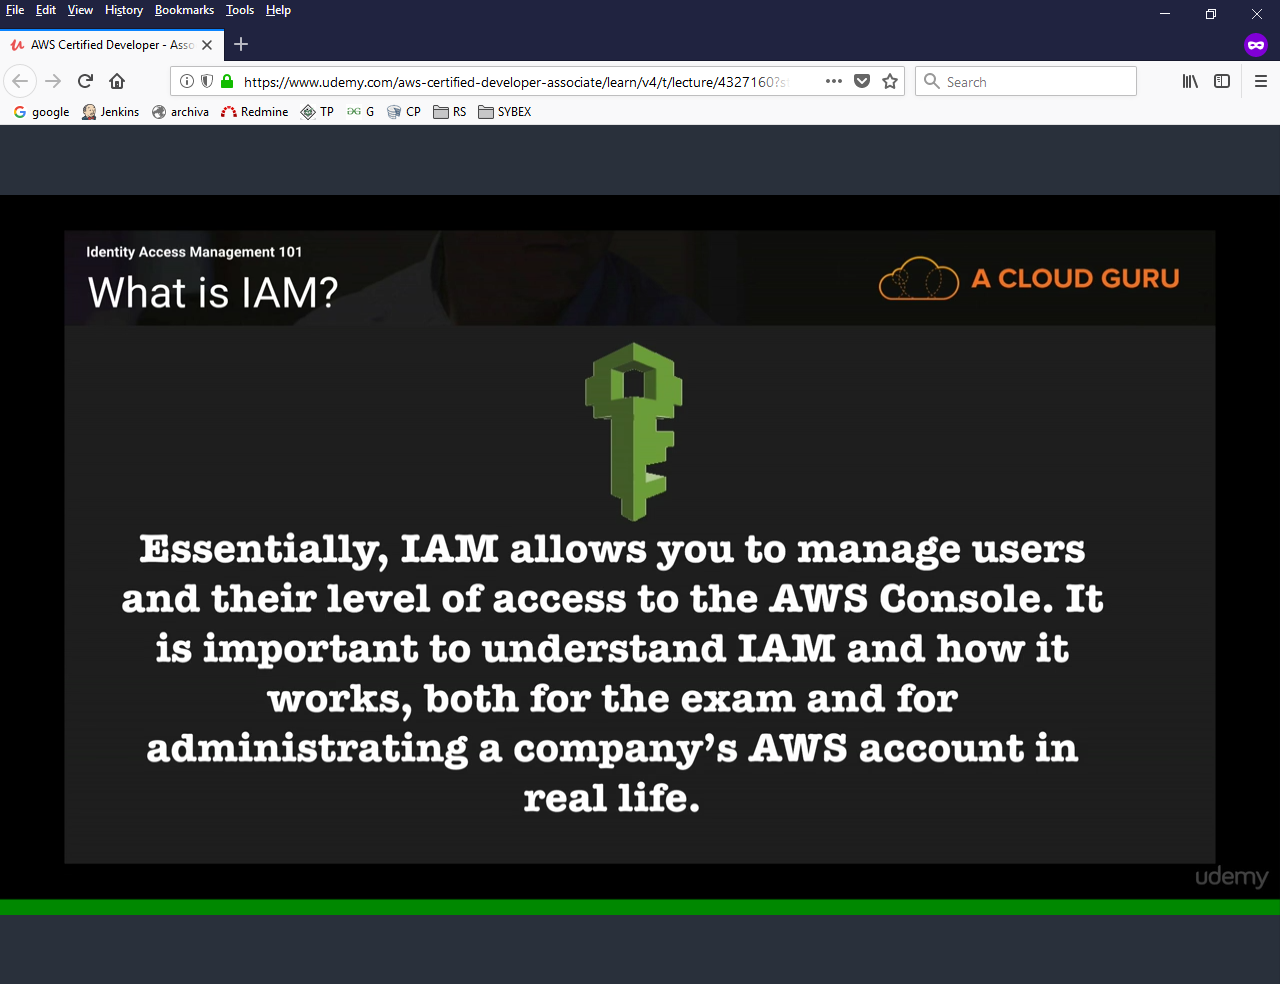 File Edit View History Bookmarks Tools Help
AWS Certified Developer - Asso
https://www.udemy.com/aws-certified-developer-associate/learn/v4/t/lecture/4327160?s
Search
google Jenkins archiva Redmine TP G CP RS SYBEX
Identity Access Management 101
What is IAM?
A CLOUD GURU
Essentially, IAM allows you to manage users
and their level of access to the AWS Console. It
is important to understand IAM and how it
works, both for the exam and for
administrating a company's AWS account in
real life.
udemy